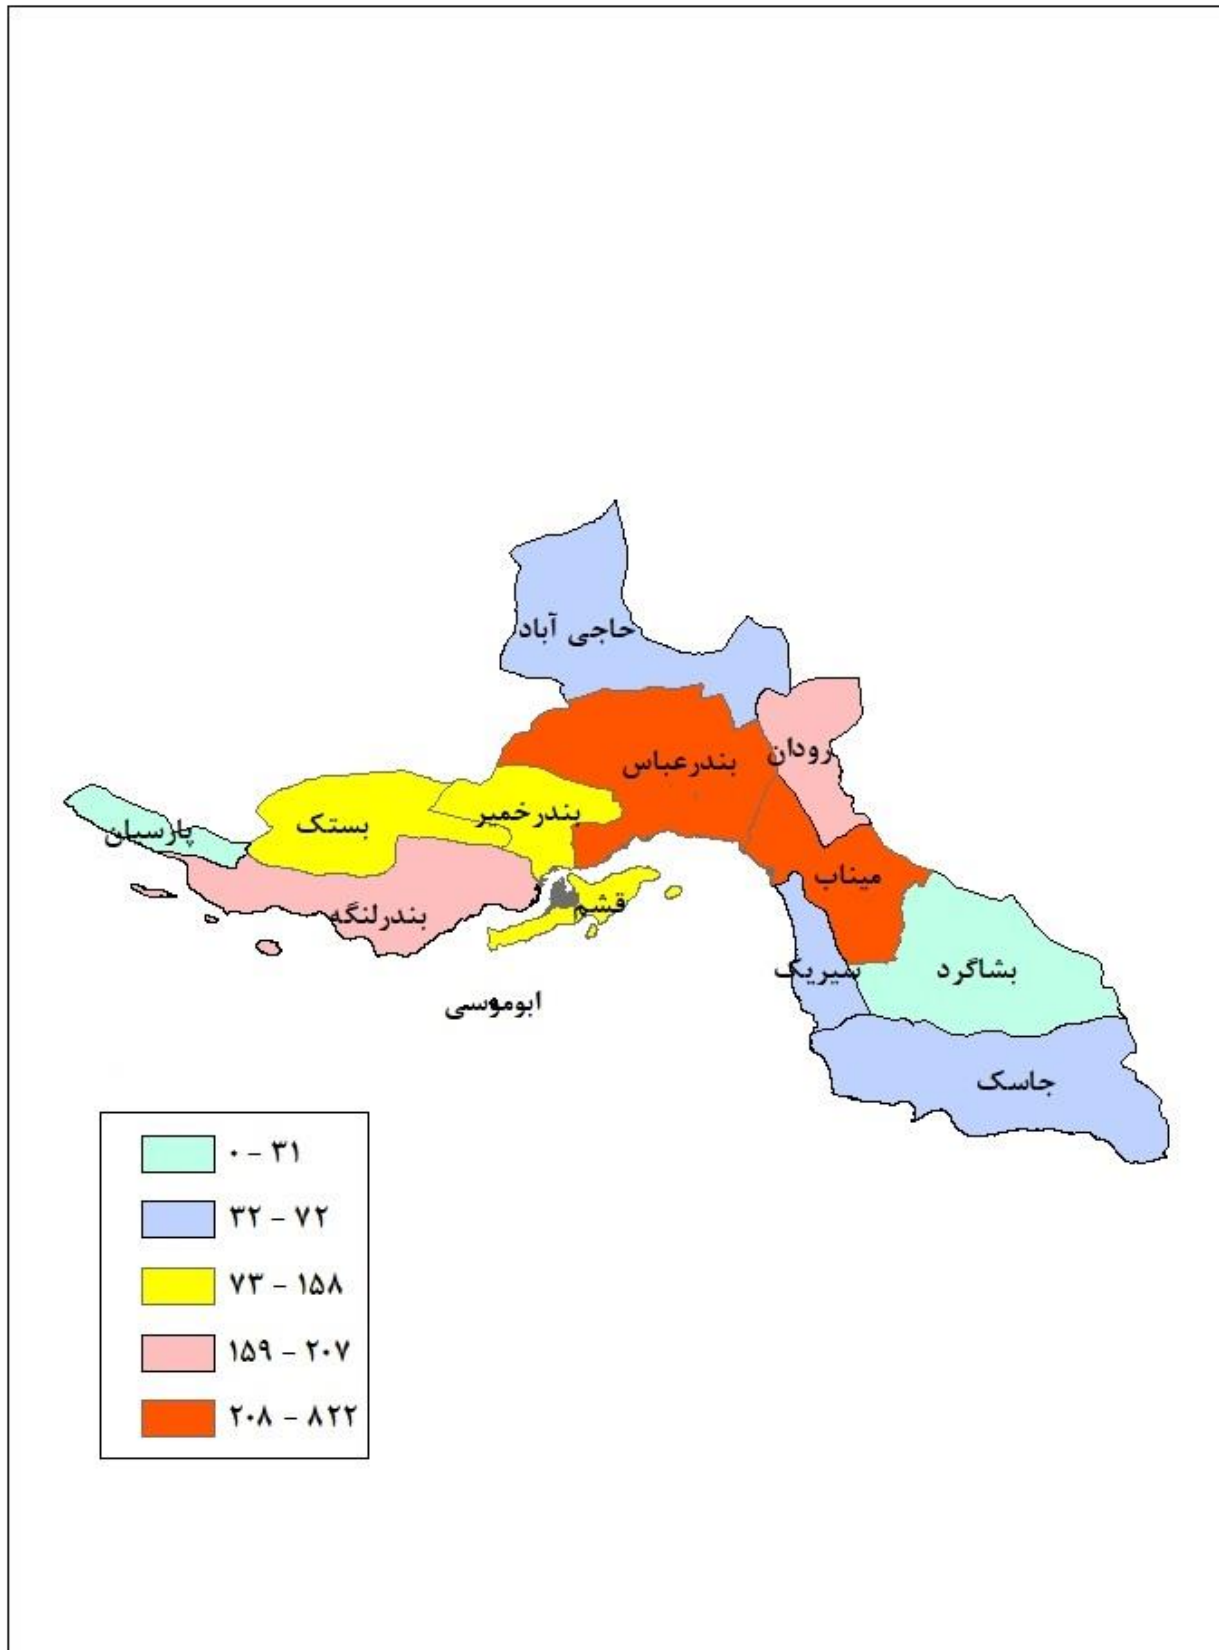 حاجی آباد
رودان
بندرعباس
بندرخمیر
بستک
پارسیان
میناب
قشم
بندرلنگه
بشاگرد
سیریک
ابوموسی
جاسک
۰ - ۳۱
۳۲ - ۷۲
۷۳ - ۱۵۸
۱۵۹ - ۲۰۷
۲۰۸ - ۸۲۲